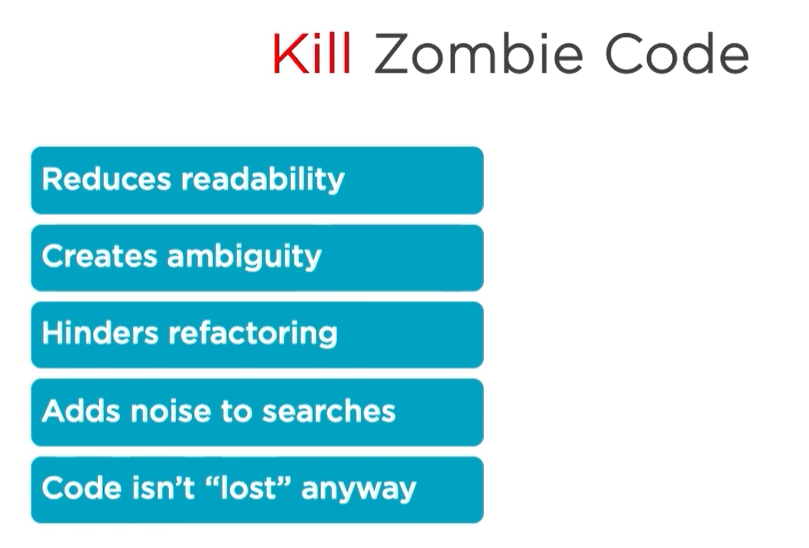 Kill Zombie Code
Reduces readability
Creates ambiguity
Hinders refactoring
Adds noise to searches
Code isn’t “lost” anyway